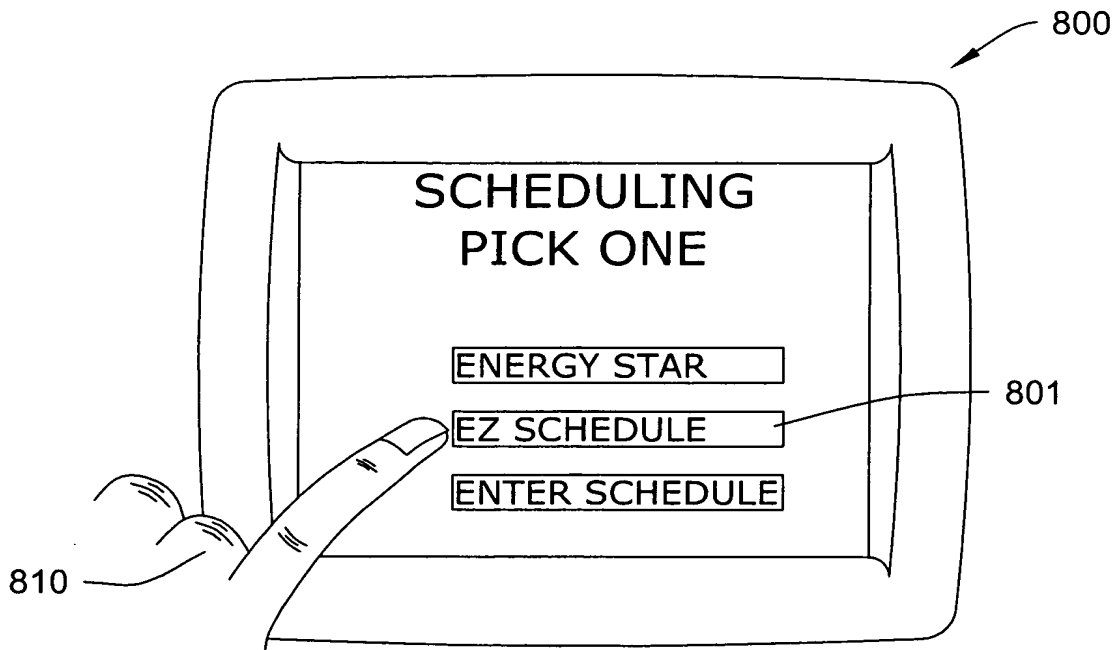 800
SCHEDULING
PICK ONE
ENERGY STAR
EZ SCHEDULE
801
ENTER SCHEDULE
810